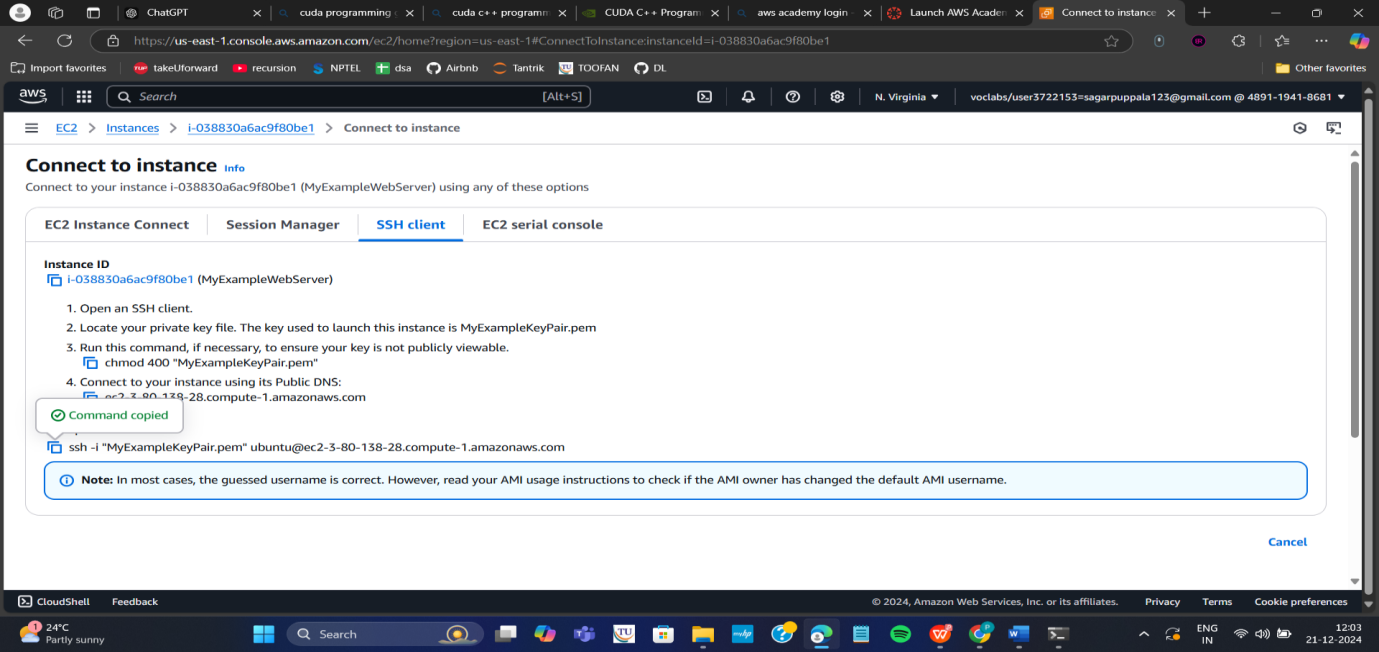 ChatGPT
cuda programming g
cuda c++ programm
CUDA C++ Program
aws academy login -
Launch AWS Academ
Connect to instance
https://us-east-1.console.aws.amazon.com/ec2/home?region=us-east-1#ConnectToInstance:instanceId=i-038830a6ac9f80be1
Import favorites
takeUforward
recursion
NPTEL
dsa
Airbnb
Tantrik
TOOFAN
DL
Other favorites
aws
Search
[Alt+S]
N. Virginia
voclabs/user3722153=sagarpuppala123@gmail.com @ 4891-1941-8681
EC2 > Instances > i-038830a6ac9f80be1 > Connect to instance
Connect to instance Info
Connect to your instance i-038830a6ac9f80be1 (MyExampleWebServer) using any of these options
EC2 Instance Connect
Session Manager
SSH client
EC2 serial console
Instance ID
i-038830a6ac9f80be1 (MyExampleWebServer)
1. Open an SSH client.
2. Locate your private key file. The key used to launch this instance is MyExampleKeyPair.pem
3. Run this command, if necessary, to ensure your key is not publicly viewable.
chmod 400 "MyExampleKeyPair.pem"
4. Connect to your instance using its Public DNS:
ec2-3-80-138-28.compute-1.amazonaws.com
Command copied
ssh -i "MyExampleKeyPair.pem" ubuntu@ec2-3-80-138-28.compute-1.amazonaws.com
Note: In most cases, the guessed username is correct. However, read your AMI usage instructions to check if the AMI owner has changed the default AMI username.
Cancel
CloudShell
Feedback
© 2024, Amazon Web Services, Inc. or its affiliates.
Privacy
Terms
Cookie preferences
1
24°C
Partly sunny
Search
ENG
IN
12:03
21-12-2024